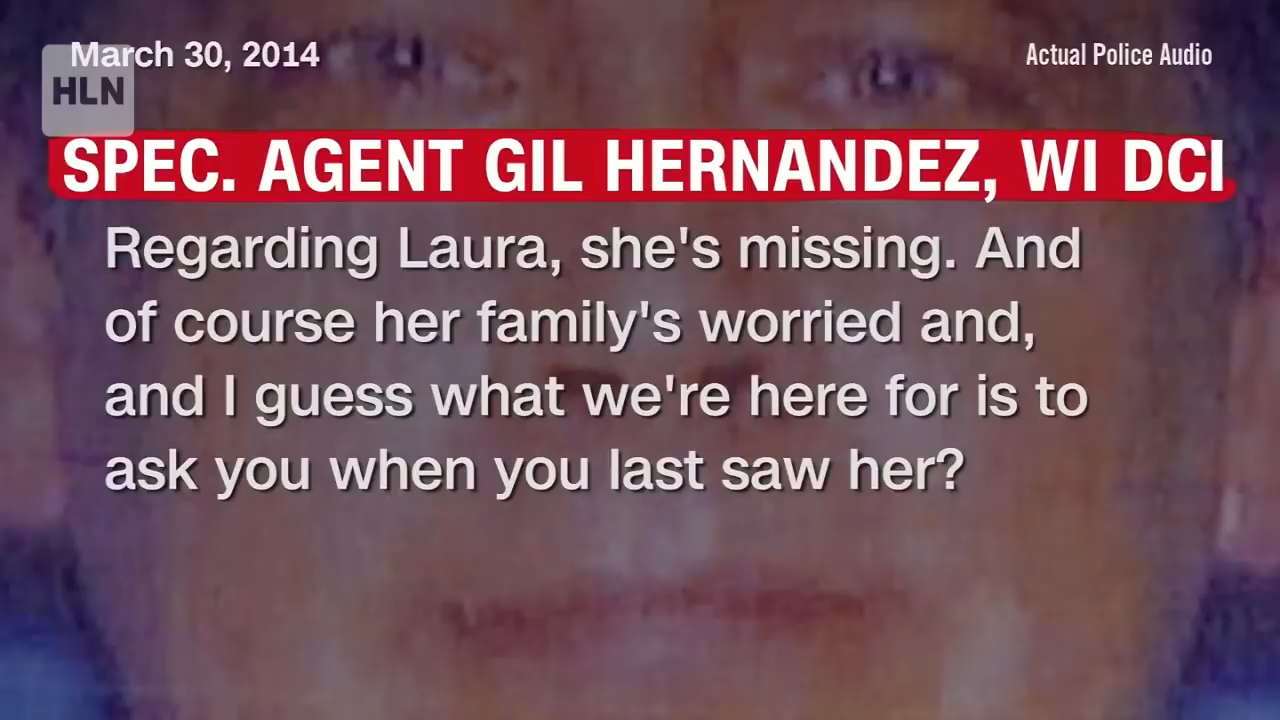 March 30, 2014
Actual Police Audio
HLN
SPEC. AGENT GIL HERNANDEZ, WI DCI
Regarding Laura, she's missing. And
of course her family's worried and,
and I guess what we're here for is to
ask you when you last saw her?